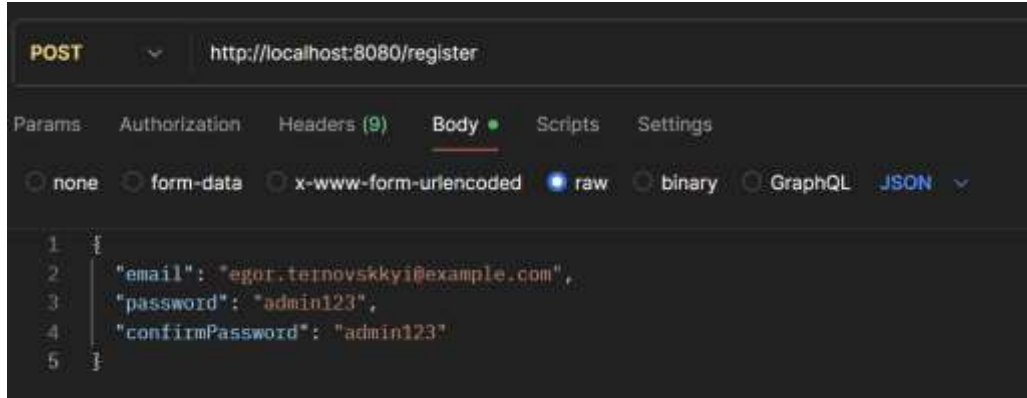 POST http://localhost:8080/register
Params Authorization Headers (9) Body Scripts Settings
none form-data x-www-form-urlencoded raw binary GraphQL JSON
1 {
2 "email": "egor.ternovskkyi@example.com",
3 "password": "admin123",
4 "confirmPassword": "admin123"
5 }